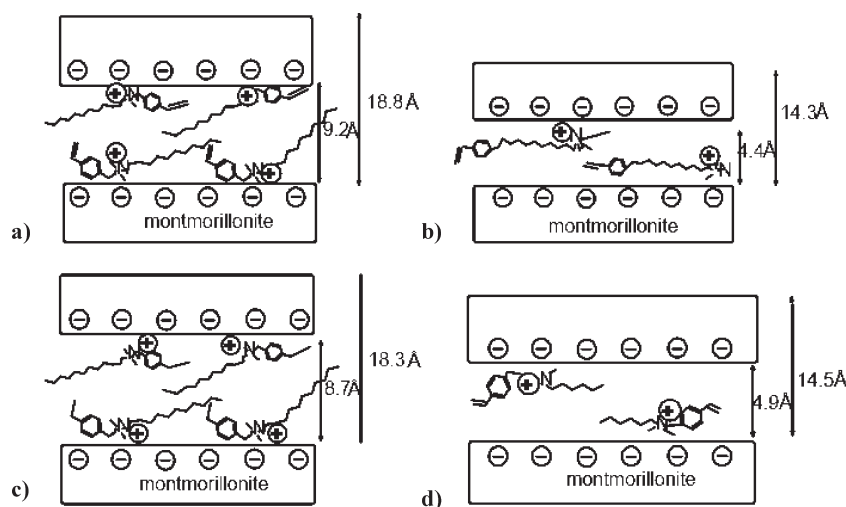 ⊖ ⊖ ⊖ ⊖ ⊖ ⊖
⊕ N ⊕
18.8Å
9.2Å
⊕ N N ⊕
⊖ ⊖ ⊖ ⊖ ⊖ ⊖
montmorillonite
a)
⊖ ⊖ ⊖ ⊖ ⊖ ⊖
⊕ N
14.3Å
4.4Å
⊕ N
⊖ ⊖ ⊖ ⊖ ⊖ ⊖
montmorillonite
b)
⊖ ⊖ ⊖ ⊖ ⊖ ⊖
⊕ N ⊕ N
18.3Å
8.7Å
N ⊕ N ⊕
⊖ ⊖ ⊖ ⊖ ⊖ ⊖
montmorillonite
c)
⊖ ⊖ ⊖ ⊖ ⊖ ⊖
⊕ N
14.5Å
4.9Å
⊕ N
⊖ ⊖ ⊖ ⊖ ⊖ ⊖
montmorillonite
d)